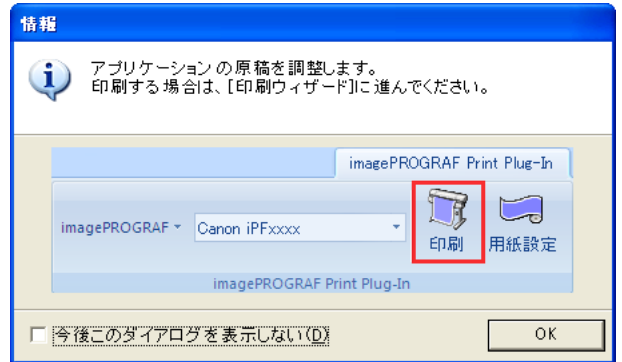 情報
アプリケーションの原稿を調整します。
印刷する場合は、[印刷ウィザード]に進んでください。
imagePROGRAF Print Plug-In
imagePROGRAF
Canon iPFxxxx
印刷
用紙設定
imagePROGRAF Print Plug-In
今後このダイアログを表示しない(D)
OK